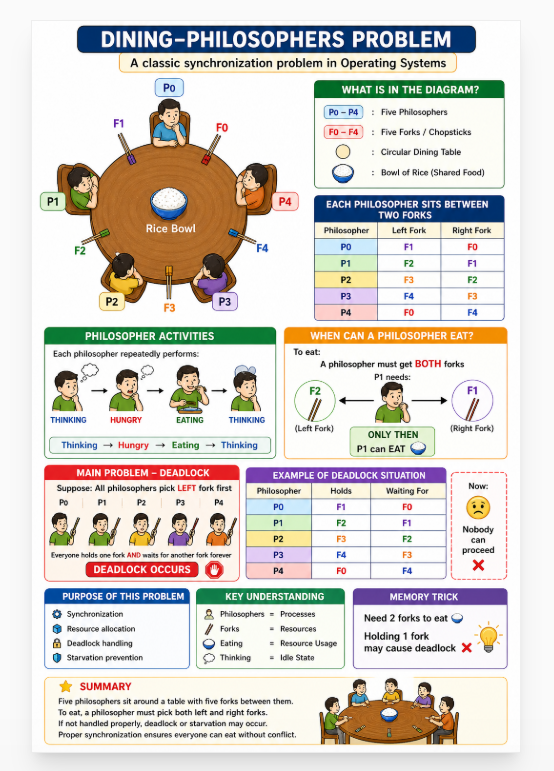 DINING-PHILOSOPHERS PROBLEM
A classic synchronization problem in Operating Systems
P0
F1
F0
P1
P4
Rice Bowl
F2
F4
P2
F3
P3
WHAT IS IN THE DIAGRAM?
P0 – P4 : Five Philosophers
F0 – F4 : Five Forks / Chopsticks
: Circular Dining Table
: Bowl of Rice (Shared Food)
EACH PHILOSOPHER SITS BETWEEN
TWO FORKS
Philosopher Left Fork Right Fork
P0 F1 F0
P1 F2 F1
P2 F3 F2
P3 F4 F3
P4 F0 F4
PHILOSOPHER ACTIVITIES
Each philosopher repeatedly performs:
THINKING HUNGRY EATING THINKING
Thinking → Hungry → Eating → Thinking
WHEN CAN A PHILOSOPHER EAT?
To eat:
A philosopher must get BOTH forks
P1 needs:
F2 F1
(Left Fork) (Right Fork)
ONLY THEN
P1 can EAT
MAIN PROBLEM – DEADLOCK
Suppose: All philosophers pick LEFT fork first
P0 P1 P2 P3 P4
Everyone holds one fork AND waits for another fork forever
DEADLOCK OCCURS
EXAMPLE OF DEADLOCK SITUATION
Philosopher Holds Waiting For
P0 F1 F0
P1 F2 F1
P2 F3 F2
P3 F4 F3
P4 F0 F4
Now:
Nobody
can
proceed
PURPOSE OF THIS PROBLEM
Synchronization
Resource allocation
Deadlock handling
Starvation prevention
KEY UNDERSTANDING
Philosophers = Processes
Forks = Resources
Eating = Resource Usage
Thinking = Idle State
MEMORY TRICK
Need 2 forks to eat
Holding 1 fork
may cause deadlock
SUMMARY
Five philosophers sit around a table with five forks between them.
To eat, a philosopher must pick both left and right forks.
If not handled properly, deadlock or starvation may occur.
Proper synchronization ensures everyone can eat without conflict.